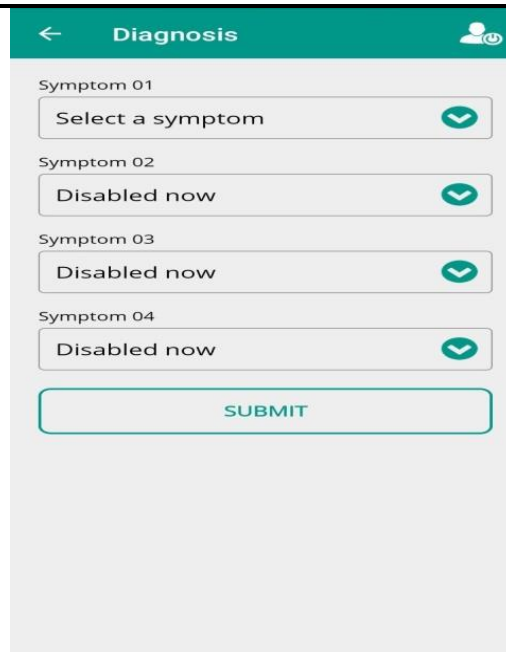 Diagnosis
Symptom 01
Select a symptom
Symptom 02
Disabled now
Symptom 03
Disabled now
Symptom 04
Disabled now
SUBMIT